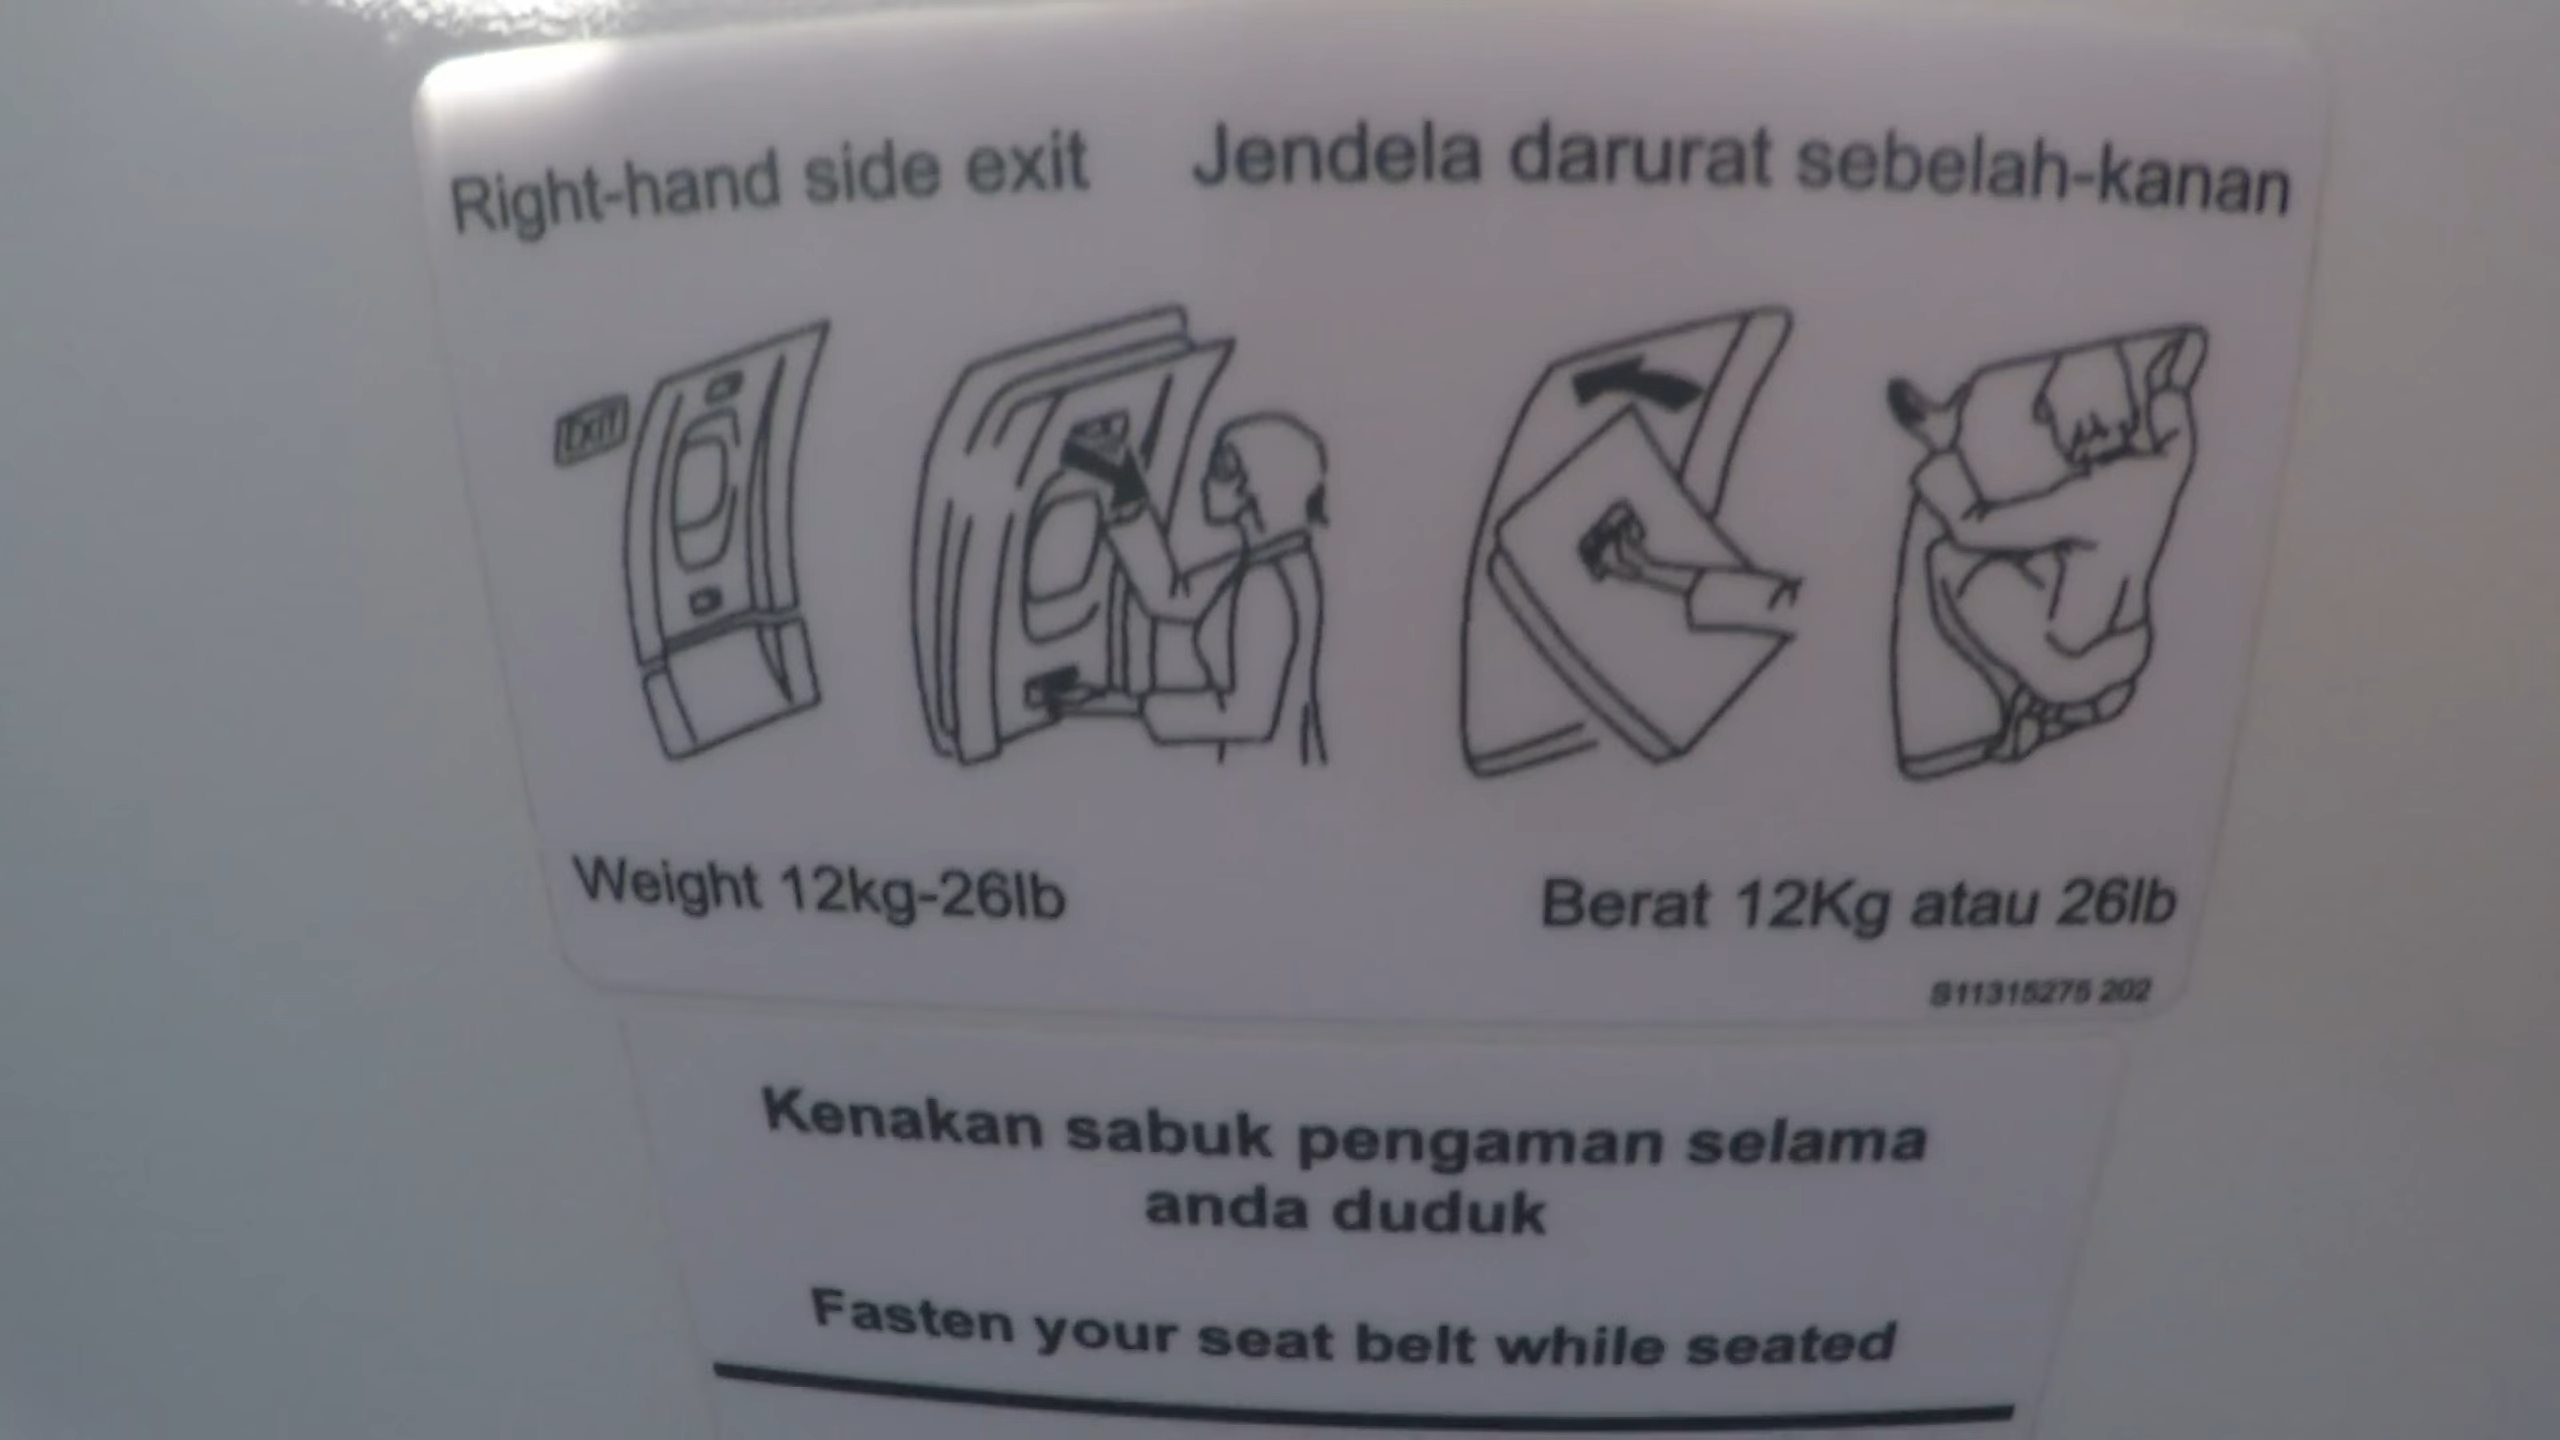 Right-hand side exit Jendela darurat sebelah-kanan
EXIT
Weight 12kg-26lb Berat 12Kg atau 26lb
S11315275 202
Kenakan sabuk pengaman selama
anda duduk
Fasten your seat belt while seated